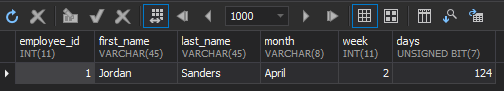 1000
employee_id first_name last_name month week days
INT(11) VARCHAR(45) VARCHAR(45) VARCHAR(8) INT(11) UNSIGNED BIT(7)
1 Jordan Sanders April 2 124